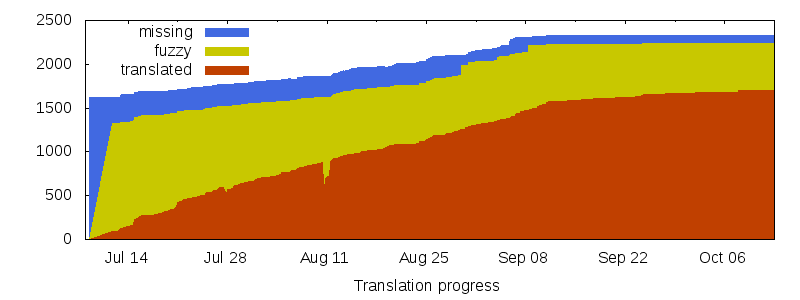 2500
2000
1500
1000
500
0
missing
fuzzy
translated
Jul 14 Jul 28 Aug 11 Aug 25 Sep 08 Sep 22 Oct 06
Translation progress